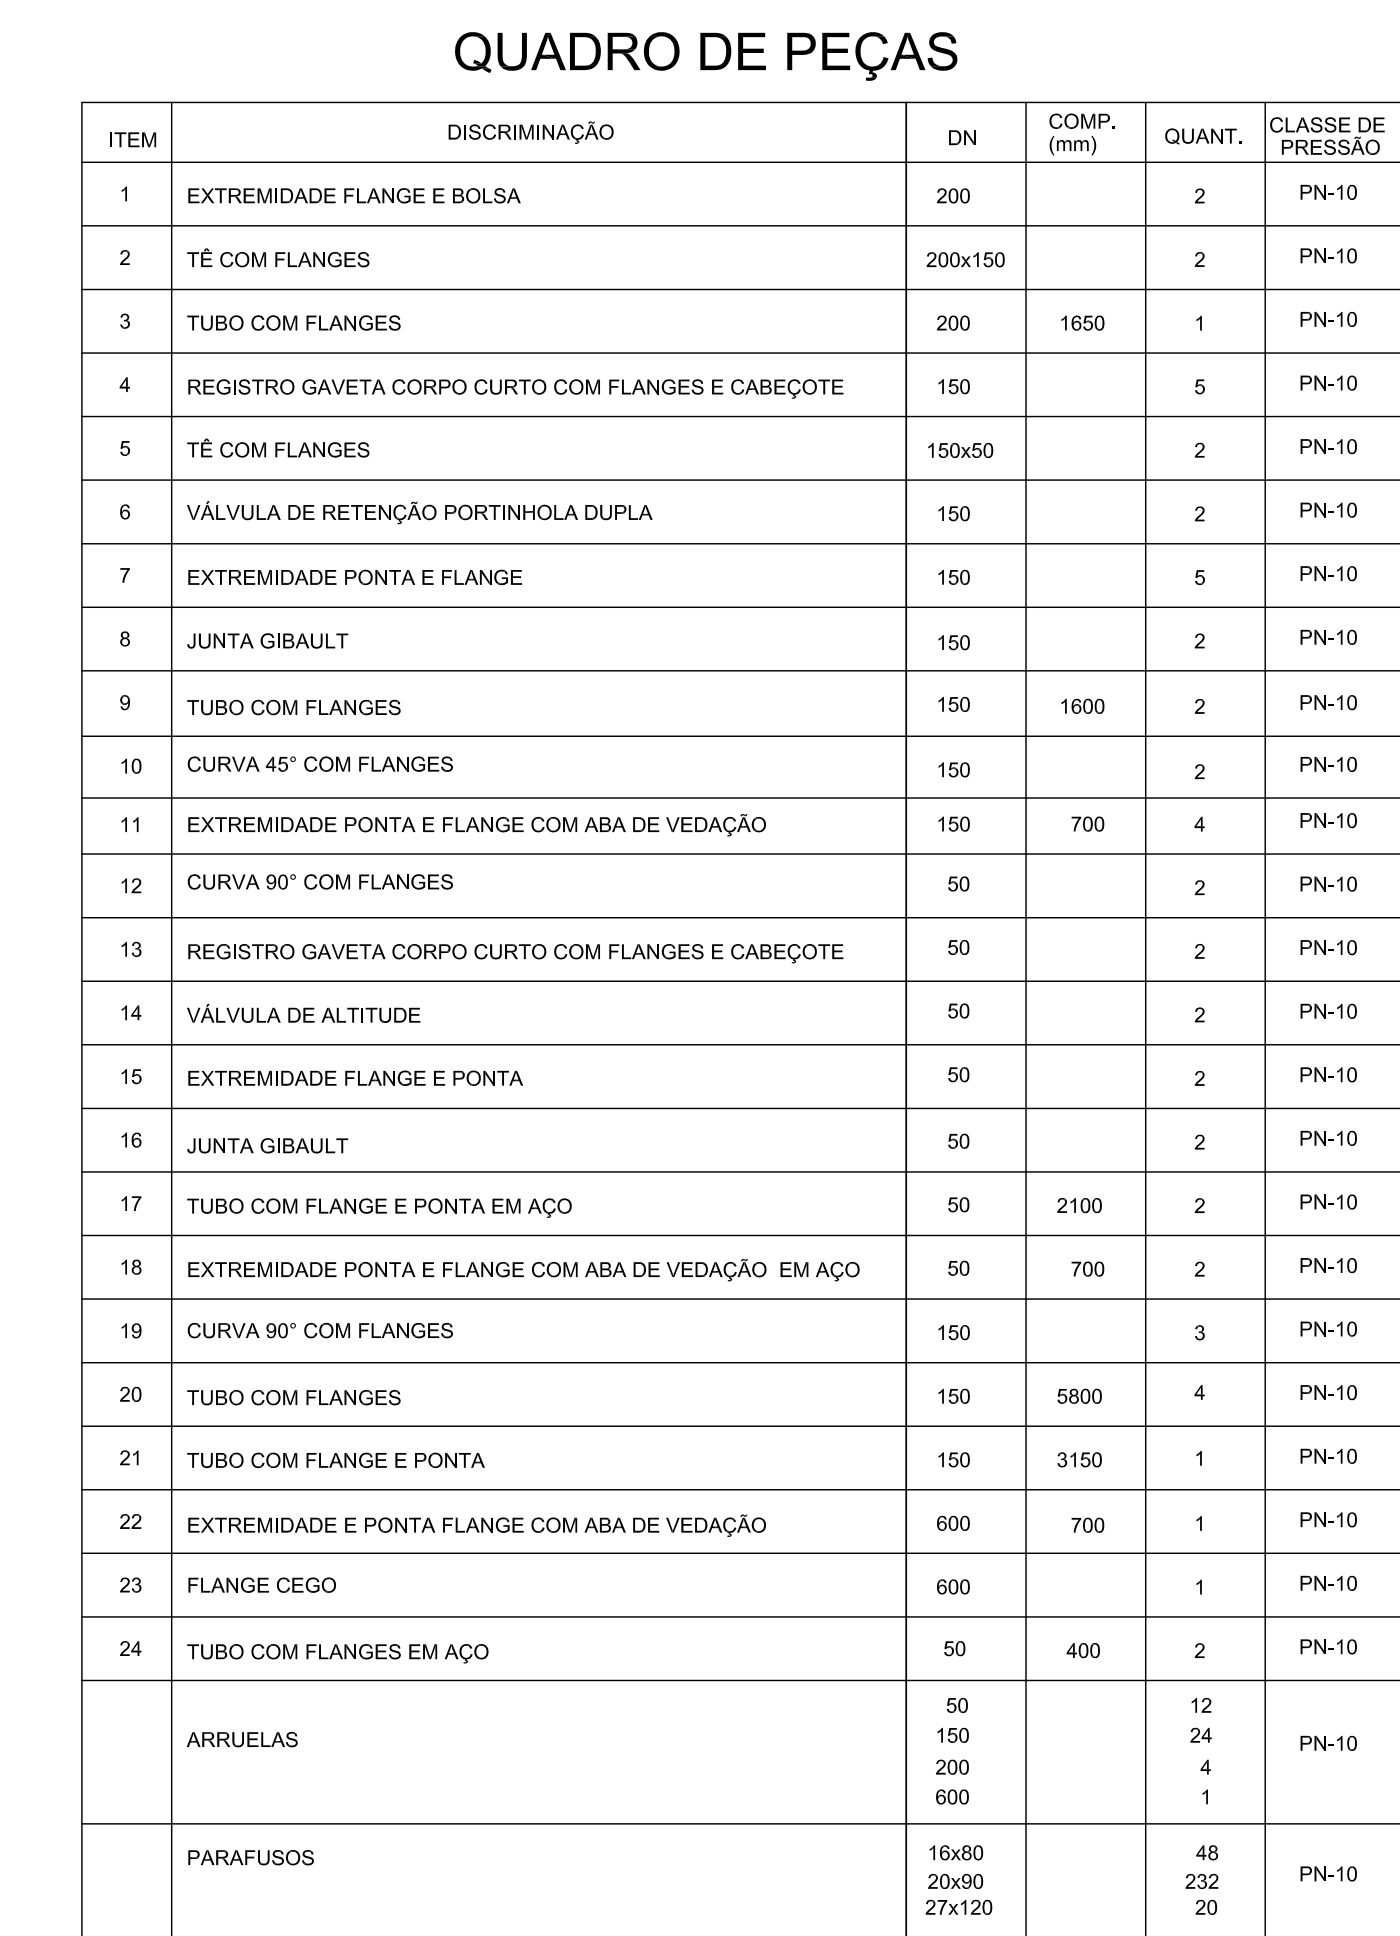 QUADRO DE PEÇAS
ITEM DISCRIMINAÇÃO DN COMP. (mm) QUANT. CLASSE DE PRESSÃO
1 EXTREMIDADE FLANGE E BOLSA 200 2 PN-10
2 TÊ COM FLANGES 200x150 2 PN-10
3 TUBO COM FLANGES 200 1650 1 PN-10
4 REGISTRO GAVETA CORPO CURTO COM FLANGES E CABEÇOTE 150 5 PN-10
5 TÊ COM FLANGES 150x50 2 PN-10
6 VÁLVULA DE RETENÇÃO PORTINHOLA DUPLA 150 2 PN-10
7 EXTREMIDADE PONTA E FLANGE 150 5 PN-10
8 JUNTA GIBAULT 150 2 PN-10
9 TUBO COM FLANGES 150 1600 2 PN-10
10 CURVA 45° COM FLANGES 150 2 PN-10
11 EXTREMIDADE PONTA E FLANGE COM ABA DE VEDAÇÃO 150 700 4 PN-10
12 CURVA 90° COM FLANGES 50 2 PN-10
13 REGISTRO GAVETA CORPO CURTO COM FLANGES E CABEÇOTE 50 2 PN-10
14 VÁLVULA DE ALTITUDE 50 2 PN-10
15 EXTREMIDADE FLANGE E PONTA 50 2 PN-10
16 JUNTA GIBAULT 50 2 PN-10
17 TUBO COM FLANGE E PONTA EM AÇO 50 2100 2 PN-10
18 EXTREMIDADE PONTA E FLANGE COM ABA DE VEDAÇÃO EM AÇO 50 700 2 PN-10
19 CURVA 90° COM FLANGES 150 3 PN-10
20 TUBO COM FLANGES 150 5800 4 PN-10
21 TUBO COM FLANGE E PONTA 150 3150 1 PN-10
22 EXTREMIDADE E PONTA FLANGE COM ABA DE VEDAÇÃO 600 700 1 PN-10
23 FLANGE CEGO 600 1 PN-10
24 TUBO COM FLANGES EM AÇO 50 400 2 PN-10
50 12
ARRUELAS 150 24 PN-10
200 4
600 1
PARAFUSOS 16x80 48
20x90 232 PN-10
27x120 20